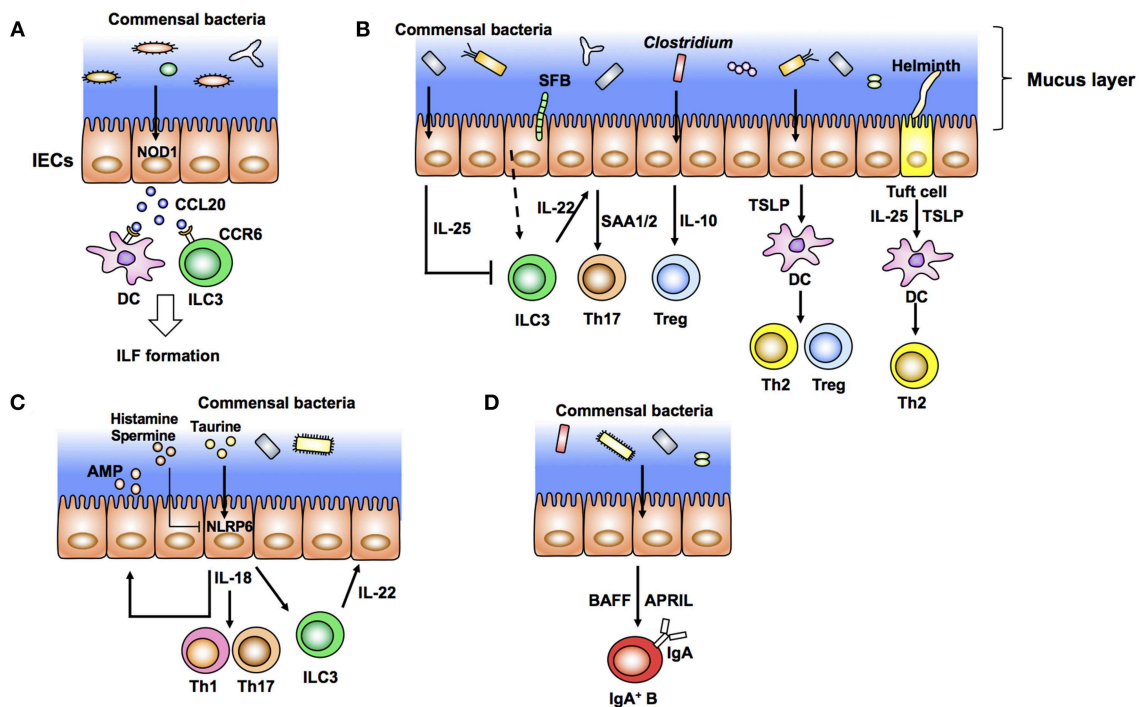 A
Commensal bacteria
IECs
NOD1
CCL20
CCR6
DC
ILC3
ILF formation
B
Commensal bacteria
Clostridium
SFB
Helminth
Mucus layer
Tuft cell
IL-25
IL-22
SAA1/2
IL-10
TSLP
IL-25
TSLP
DC
DC
ILC3
Th17
Treg
Th2
Treg
Th2
C
Commensal bacteria
Histamine
Spermine
Taurine
AMP
NLRP6
IL-18
IL-22
Th1
Th17
ILC3
D
Commensal bacteria
BAFF
APRIL
IgA
IgA⁺ B